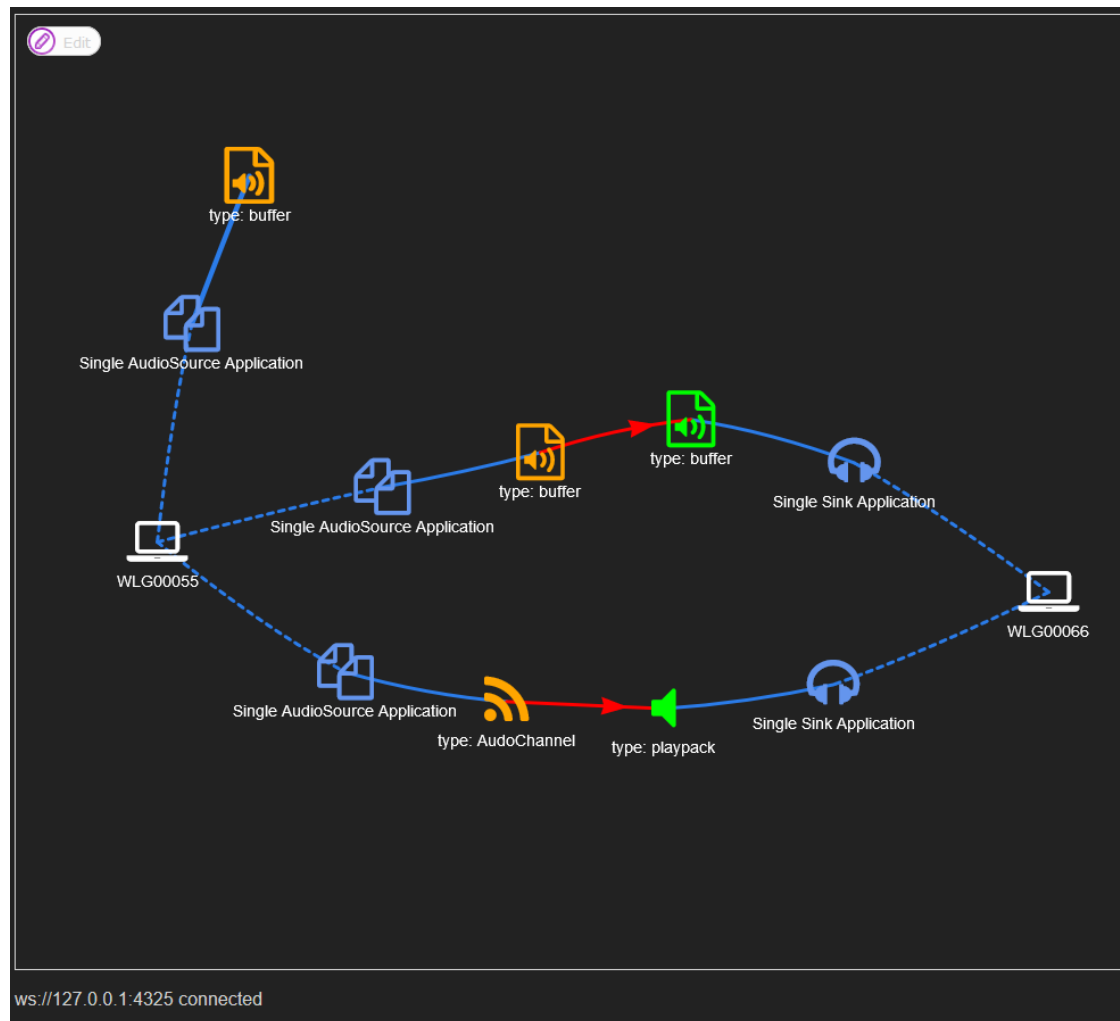 Edit
type: buffer
Single AudioSource Application
type: buffer
type: buffer
Single Sink Application
Single AudioSource Application
WLG00055
WLG00066
Single AudioSource Application
Single Sink Application
type: AudoChannel
type: playpack
ws://127.0.0.1:4325 connected